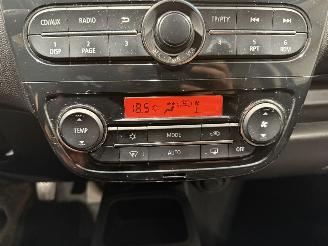 CD/AUX RADIO TP/PTY
1 DISP 2 PAGE 3 4 5 RPT 6 RDM
18.5°C
TEMP MODE
AUTO OFF